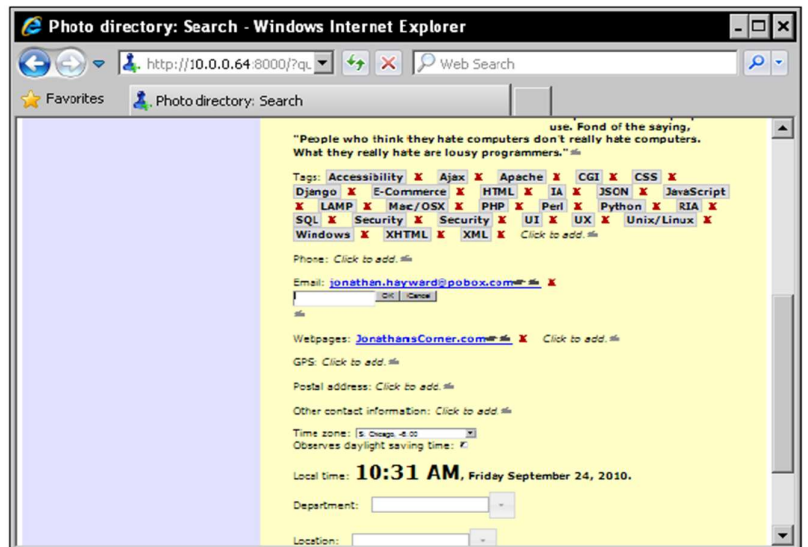 Photo directory: Search - Windows Internet Explorer
http://10.0.0.64:8000/?qu
Web Search
Favorites
Photo directory: Search
use. Fond of the saying,
"People who think they hate computers don't really hate computers.
What they really hate are lousy programmers."
Tags: Accessibility X Ajax X Apache X CGI X CSS X
Django X E-Commerce X HTML X IA X JSON X JavaScript
X LAMP X Mac/OSX X PHP X Perl X Python X RIA X
SQL X Security X Security X UI X UX X Unix/Linux X
Windows X XHTML X XML X Click to add.
Phone: Click to add.
Email: jonathan.hayward@pobox.com X
OK Cancel
Webpages: JonathansCorner.com X Click to add.
GPS: Click to add.
Postal address: Click to add.
Other contact information: Click to add.
Time zone: S. Chicago, -6:00
Observes daylight saving time:
Local time: 10:31 AM, Friday September 24, 2010.
Department:
Location: